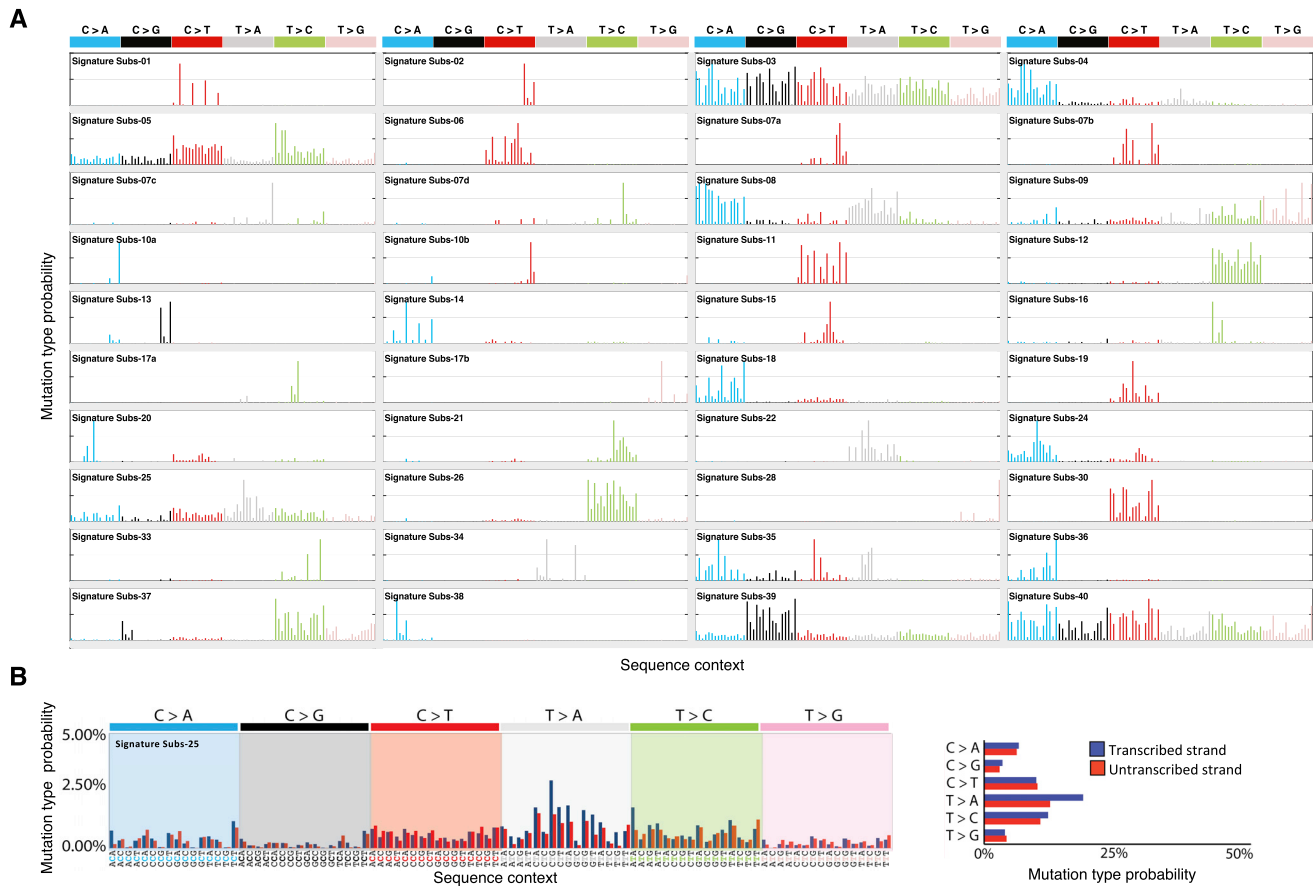 A
C > A C > G C > T T > A T > C T > G C > A C > G C > T T > A T > C T > G C > A C > G C > T T > A T > C T > G C > A C > G C > T T > A T > C T > G
Signature Subs-01 Signature Subs-02 Signature Subs-03 Signature Subs-04
Signature Subs-05 Signature Subs-06 Signature Subs-07a Signature Subs-07b
Signature Subs-07c Signature Subs-07d Signature Subs-08 Signature Subs-09
Signature Subs-10a Signature Subs-10b Signature Subs-11 Signature Subs-12
Signature Subs-13 Signature Subs-14 Signature Subs-15 Signature Subs-16
Signature Subs-17a Signature Subs-17b Signature Subs-18 Signature Subs-19
Signature Subs-20 Signature Subs-21 Signature Subs-22 Signature Subs-24
Signature Subs-25 Signature Subs-26 Signature Subs-28 Signature Subs-30
Signature Subs-33 Signature Subs-34 Signature Subs-35 Signature Subs-36
Signature Subs-37 Signature Subs-38 Signature Subs-39 Signature Subs-40
Mutation type probability
Sequence context
B
C > A C > G C > T T > A T > C T > G
Mutation type probability
5.00%
2.50%
0.00%
Signature Subs-25
Sequence context
C > A
C > G
C > T
T > A
T > C
T > G
Transcribed strand
Untranscribed strand
0% 25% 50%
Mutation type probability